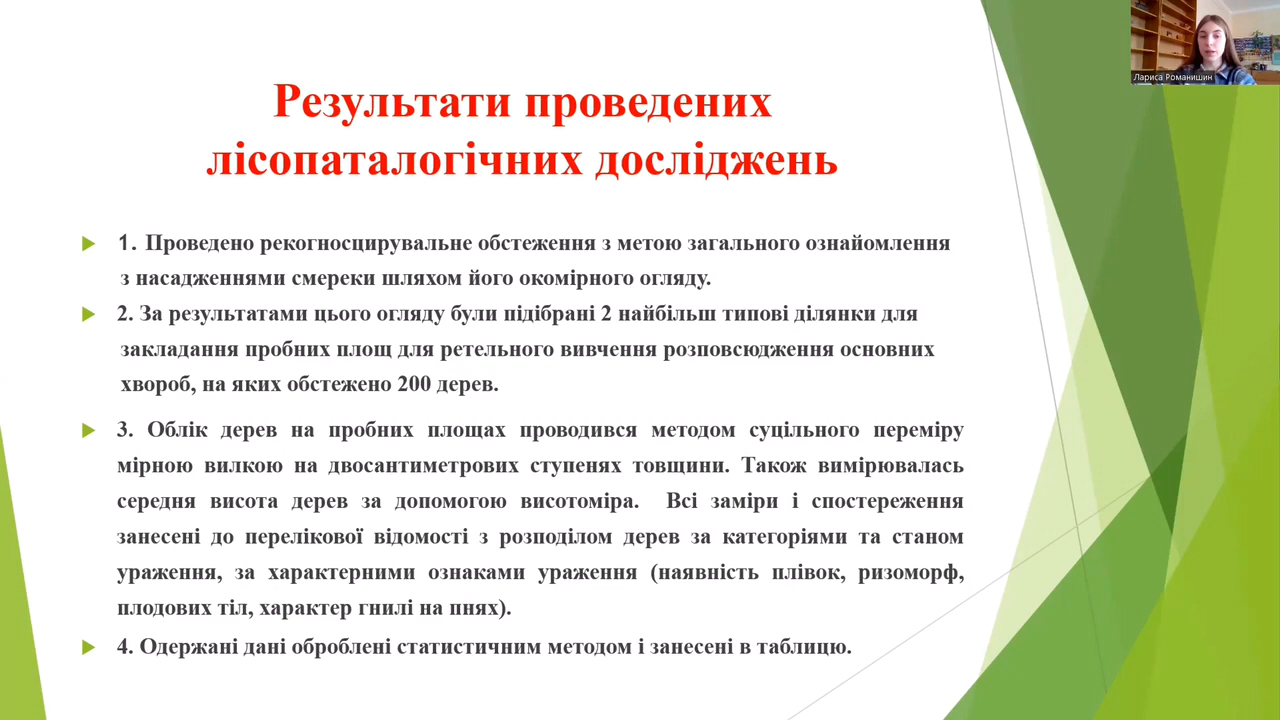 Результати проведених
лісопаталогічних досліджень
Лариса Романишин
1. Проведено рекогносцирувальне обстеження з метою загального ознайомлення
з насадженнями смереки шляхом його окомірного огляду.
2. За результатами цього огляду були підібрані 2 найбільш типові ділянки для
закладання пробних площ для ретельного вивчення розповсюдження основних
хвороб, на яких обстежено 200 дерев.
3. Облік дерев на пробних площах проводився методом суцільного переміру
мірною вилкою на двосантиметрових ступенях товщини. Також вимірювалась
середня висота дерев за допомогою висотоміра. Всі заміри і спостереження
занесені до перелікової відомості з розподілом дерев за категоріями та станом
ураження, за характерними ознаками ураження (наявність плівок, ризоморф,
плодових тіл, характер гнилі на пнях).
4. Одержані дані оброблені статистичним методом і занесені в таблицю.